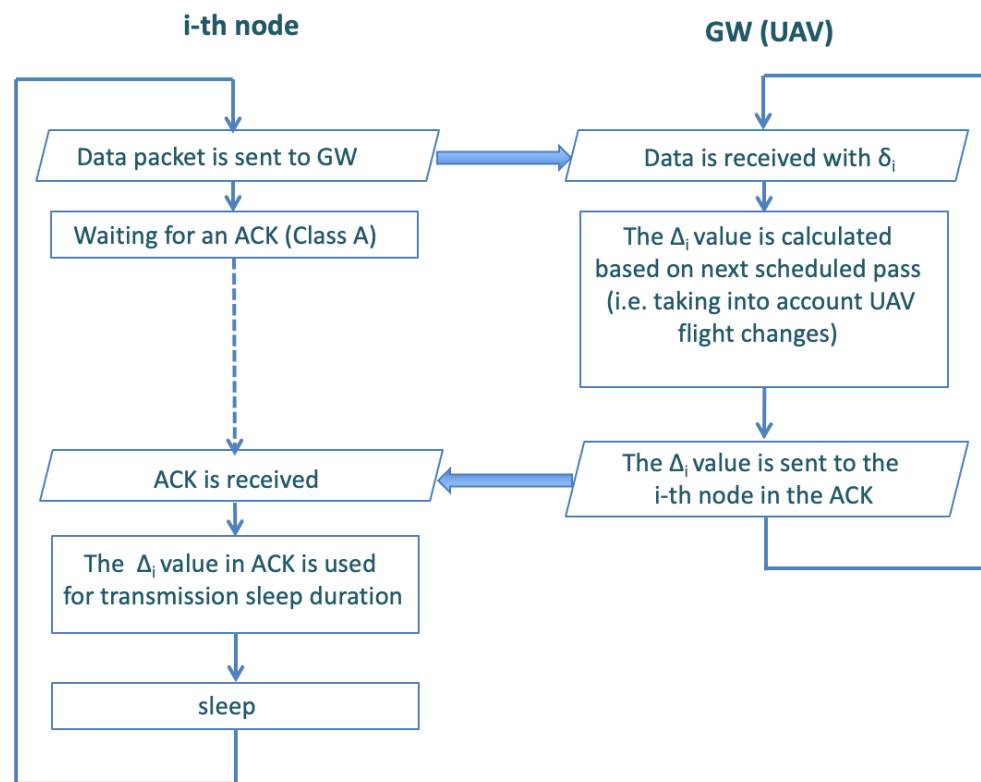 i-th node
GW (UAV)
Data packet is sent to GW
Data is received with δᵢ
Waiting for an ACK (Class A)
The Δᵢ value is calculated
based on next scheduled pass
(i.e. taking into account UAV
flight changes)
ACK is received
The Δᵢ value is sent to the
i-th node in the ACK
The Δᵢ value in ACK is used
for transmission sleep duration
sleep